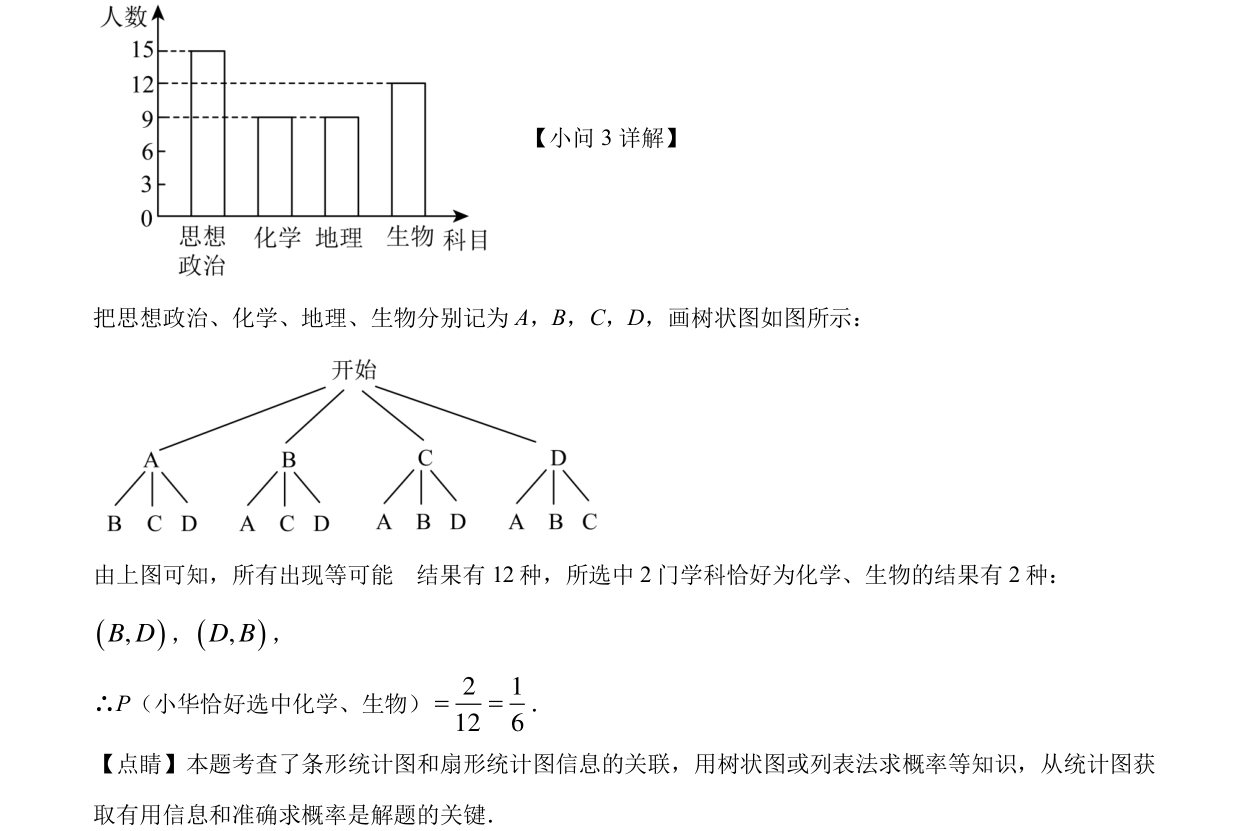 人数
15
12
9
6
3
0
思想政治 化学 地理 生物 科目
【小问 3 详解】
把思想政治、化学、地理、生物分别记为 A，B，C，D，画树状图如图所示：
开始
A B C D
B C D A C D A B D A B C
由上图可知，所有出现等可能 结果有 12 种，所选中 2 门学科恰好为化学、生物的结果有 2 种：
(B,D)，(D,B)，
∴P（小华恰好选中化学、生物）=2/12=1/6．
【点睛】本题考查了条形统计图和扇形统计图信息的关联，用树状图或列表法求概率等知识，从统计图获
取有用信息和准确求概率是解题的关键．